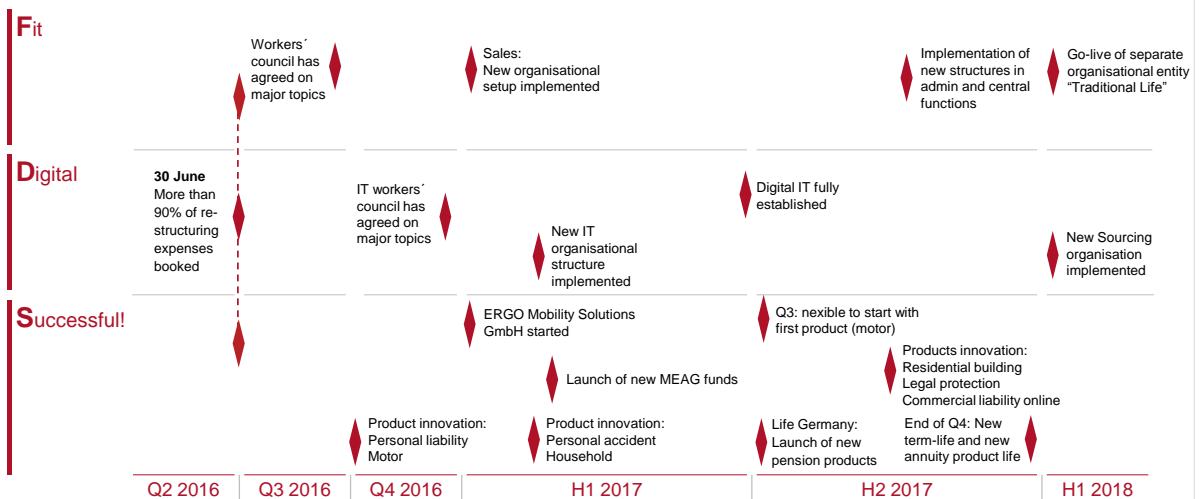 Fit
Workers´
council has
agreed on
major topics
Sales:
New organisational
setup implemented
Implementation of
new structures in
admin and central
functions
Go-live of separate
organisational entity
“Traditional Life”
Digital
30 June
More than
90% of re-
structuring
expenses
booked
IT workers´
council has
agreed on
major topics
New IT
organisational
structure
implemented
Digital IT fully
established
New Sourcing
organisation
implemented
Successful!
ERGO Mobility Solutions
GmbH started
Q3: nexible to start with
first product (motor)
Launch of new MEAG funds
Products innovation:
Residential building
Legal protection
Commercial liability online
Product innovation:
Personal liability
Motor
Product innovation:
Personal accident
Household
Life Germany:
Launch of new
pension products
End of Q4: New
term-life and new
annuity product life
Q2 2016
Q3 2016
Q4 2016
H1 2017
H2 2017
H1 2018